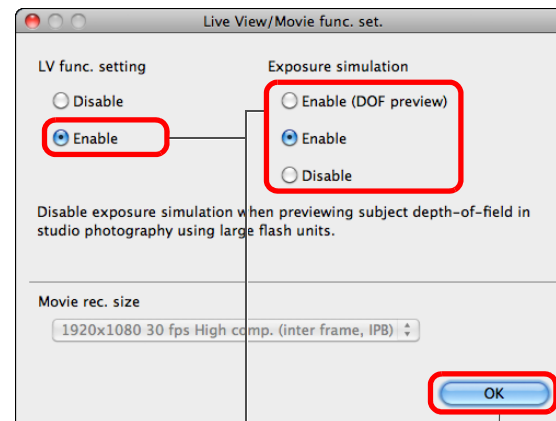 Live View/Movie func. set.
LV func. setting
Exposure simulation
Disable
Enable (DOF preview)
Enable
Enable
Disable
Disable exposure simulation when previewing subject depth-of-field in
studio photography using large flash units.
Movie rec. size
1920x1080 30 fps High comp. (inter frame, IPB)
OK